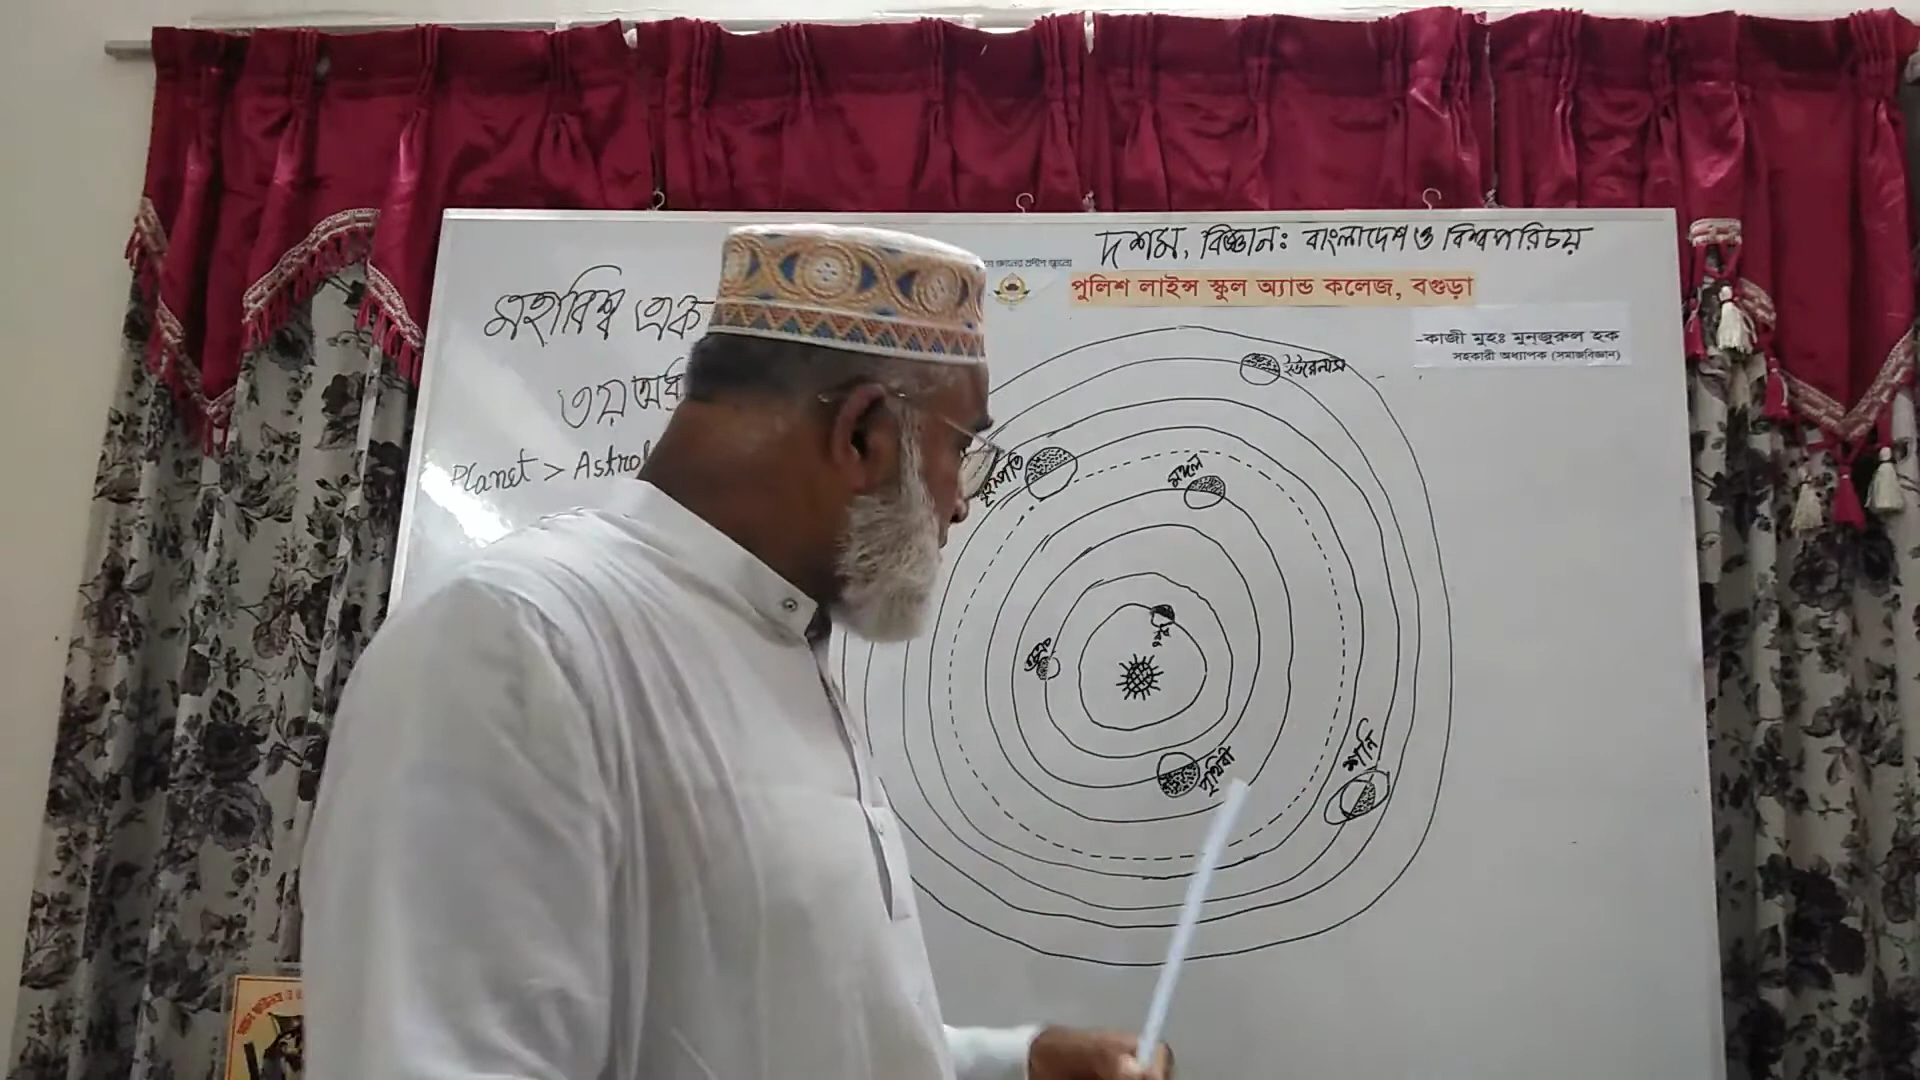 দশম, বিজ্ঞান: বাংলাদেশ ও বিশ্বপরিচয়
পুলিশ লাইন্স স্কুল অ্যান্ড কলেজ, বগুড়া
-কাজী মুহঃ মুনজুরুল হক
সহকারী অধ্যাপক (সমাজবিজ্ঞান)
মহাবিশ্ব এক
৩য় অধ্য
Planet > Astro
ইউরেনাস
বৃহস্পতি
মঙ্গল
বুধ
শুক্র
পৃথিবী
শনি